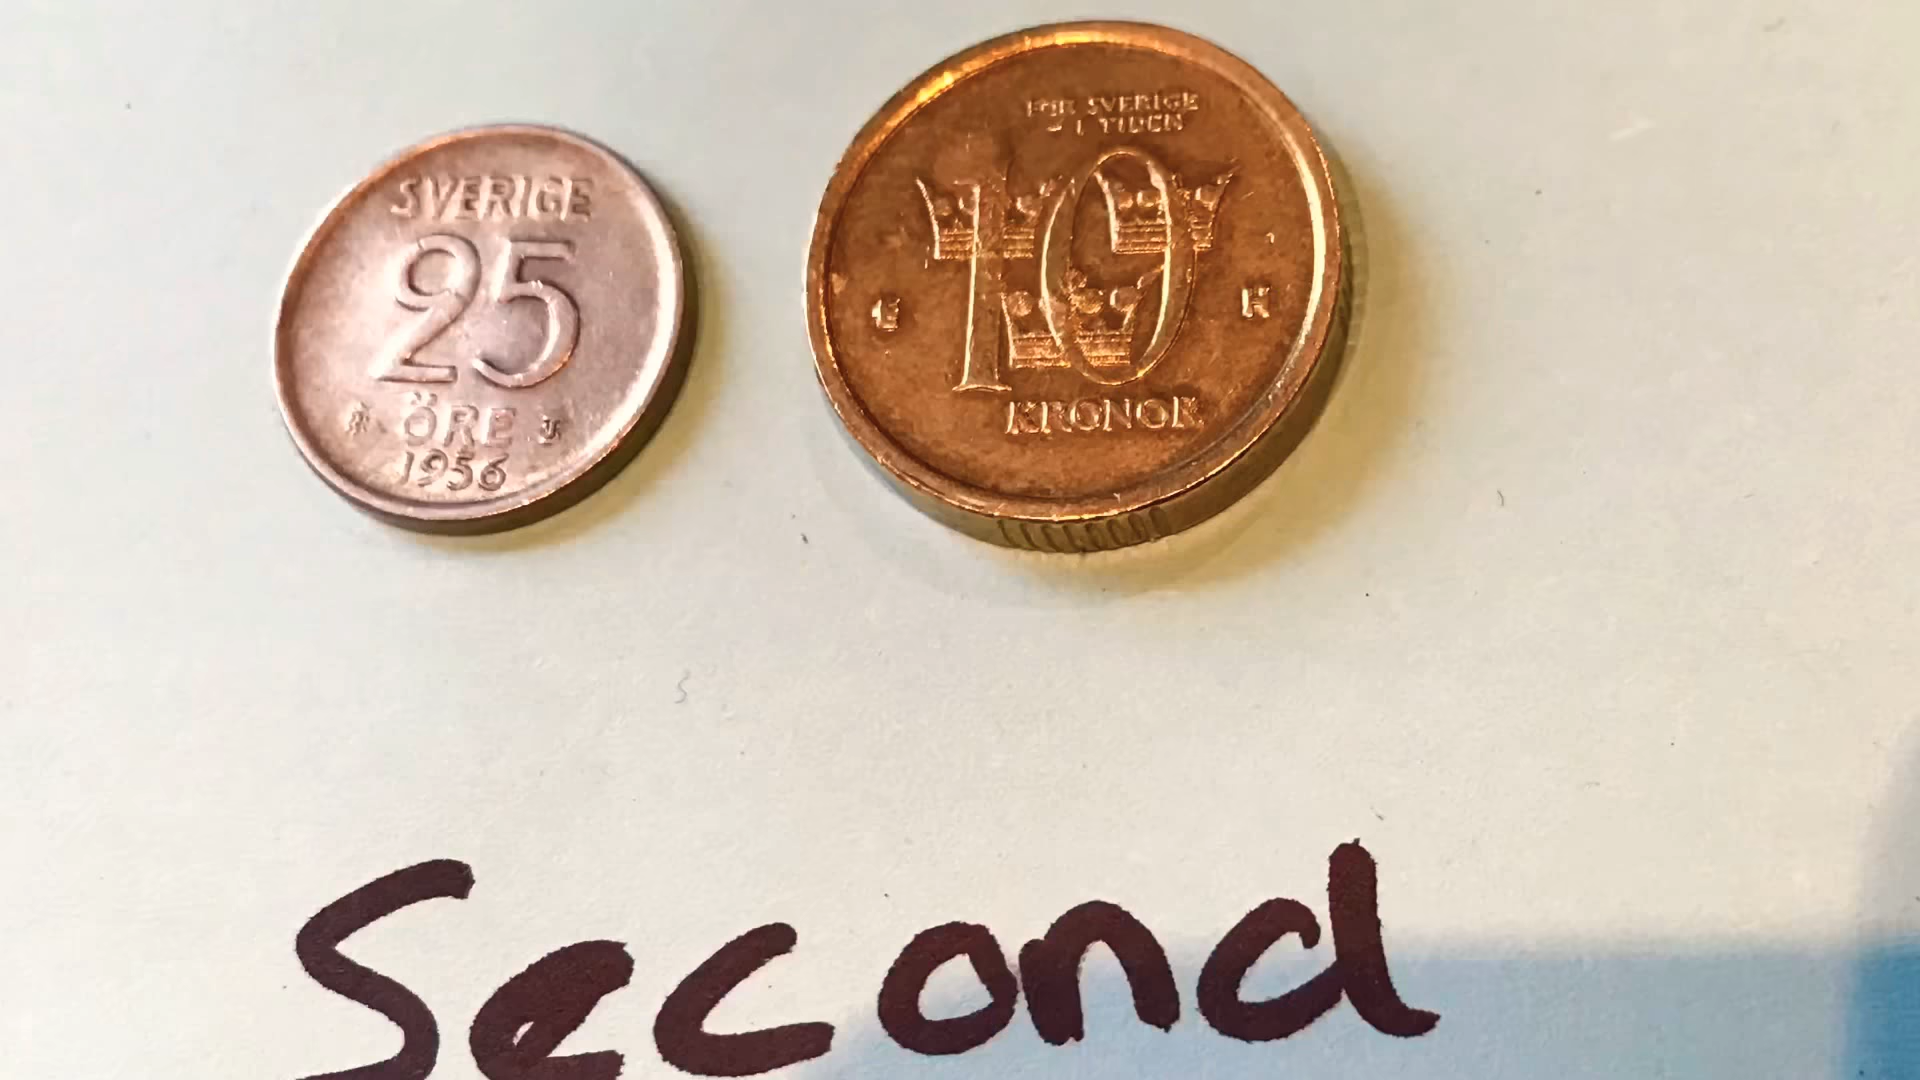 SVERIGE
25
ÖRE
1956
FÖR SVERIGE
I TIDEN
10
E H
KRONOR
Second